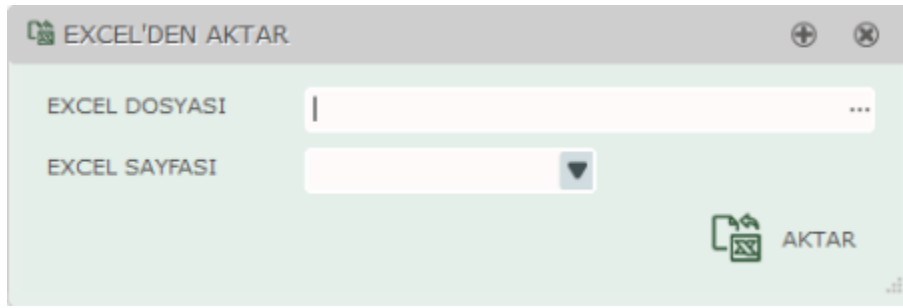 EXCEL'DEN AKTAR
EXCEL DOSYASI
...
EXCEL SAYFASI
AKTAR